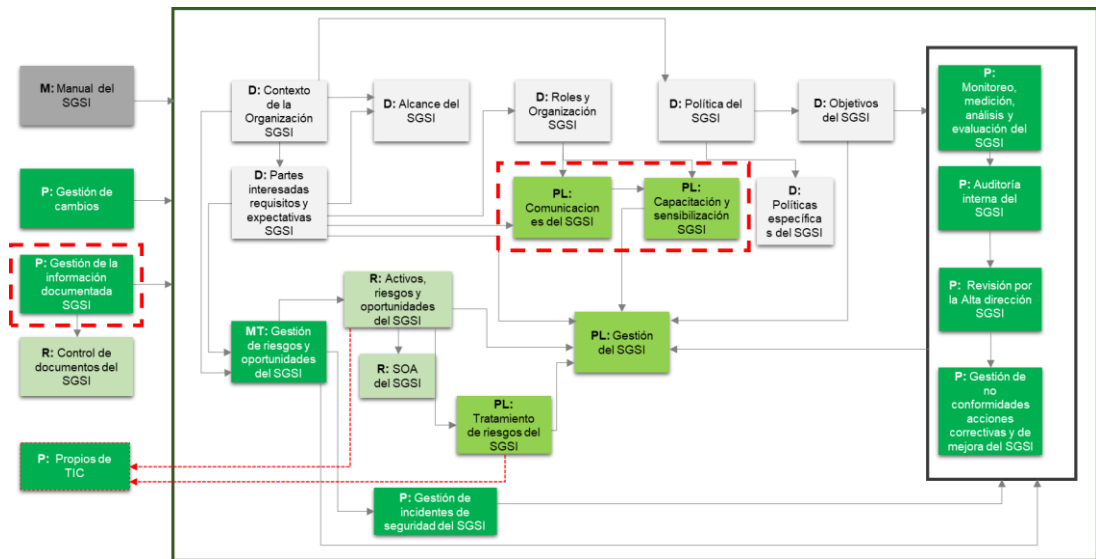 M: Manual del
SGSI
P: Gestión de
cambios
P: Gestión de la
información
documentada
SGSI
R: Control de
documentos del
SGSI
P: Propios de
TIC
D: Contexto
de la
Organización
SGSI
D: Alcance del
SGSI
D: Roles y
Organización
SGSI
D: Política del
SGSI
D: Objetivos
del SGSI
D: Partes
interesadas
requisitos y
expectativas
SGSI
PL:
Comunicacion
es del SGSI
PL:
Capacitación y
sensibilización
SGSI
D:
Políticas
específica
s del SGSI
R: Activos,
riesgos y
oportunidades
del SGSI
MT: Gestión
de riesgos y
oportunidades
del SGSI
R: SOA
del SGSI
PL: Gestión
del SGSI
PL:
Tratamiento
de riesgos del
SGSI
P: Gestión de
incidentes de
seguridad del SGSI
P:
Monitoreo,
medición,
análisis y
evaluación del
SGSI
P: Auditoría
interna del
SGSI
P: Revisión por
la Alta dirección
SGSI
P: Gestión de
no
conformidades
acciones
correctivas y de
mejora del SGSI